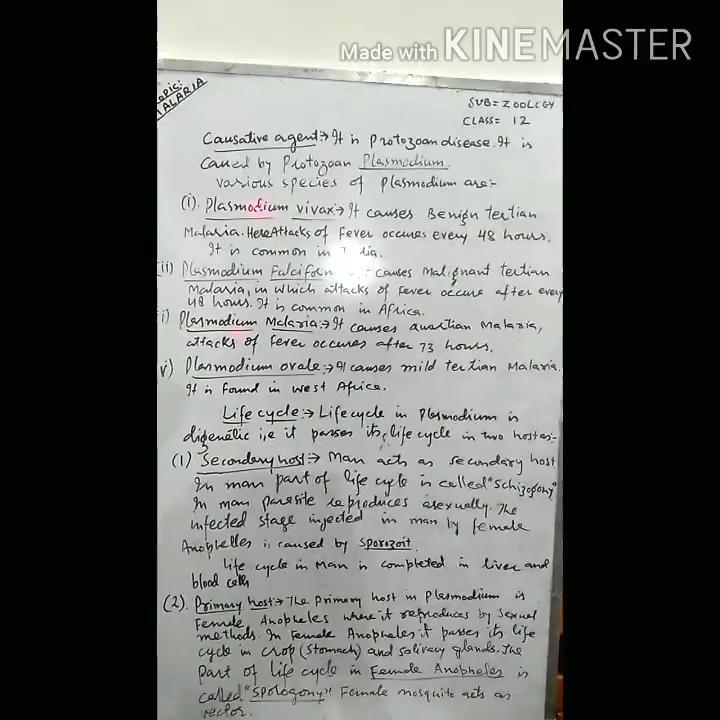 Made with KINEMASTER
opic:
MALARIA
SUB = ZOOLOGY
CLASS = 12
Causative agent:→ It is Protozoan disease. It is
caused by Protozoan Plasmodium.
various species of Plasmodium are:-
(i). Plasmodium vivax:→ It causes Benign tertian
Malaria. Here Attacks of Fever occures every 48 hours.
It is common in dia.
(ii) Plasmodium Falcifor causes Malignant tertian
Malaria, in which attacks of Fever occure after every
48 hours. It is common in Africa.
i) Plasmodium Malaria:→ It causes quartian Malaria,
attacks of Fever occures after 73 hours.
v) Plasmodium ovale:→ It causes mild tertian Malaria.
It is Found in west Africa.
Life cycle:→ Life cycle in Plasmodium is
digenetic i,e it passes its life cycle in two host as:-
(1) Secondary host:→ Man acts as secondary host
In man part of life cycle is called "Schizogony"
In man parasite reproduces asexually. The
infected stage injected in man by female
Anophelles is caused by sporozoit.
life cycle in Man is completed in liver and
blood cells
(2). Primary host:→ The Primary host in Plasmodium is
Female Anopheles where it reproduces by sexual
methods. In Female Anopheles it passes its life
cycle in crop (stomach) and salivery glands. The
Part of life cycle in Female Anopheles is
called "Sporogony". Female mosquito acts as
vector.